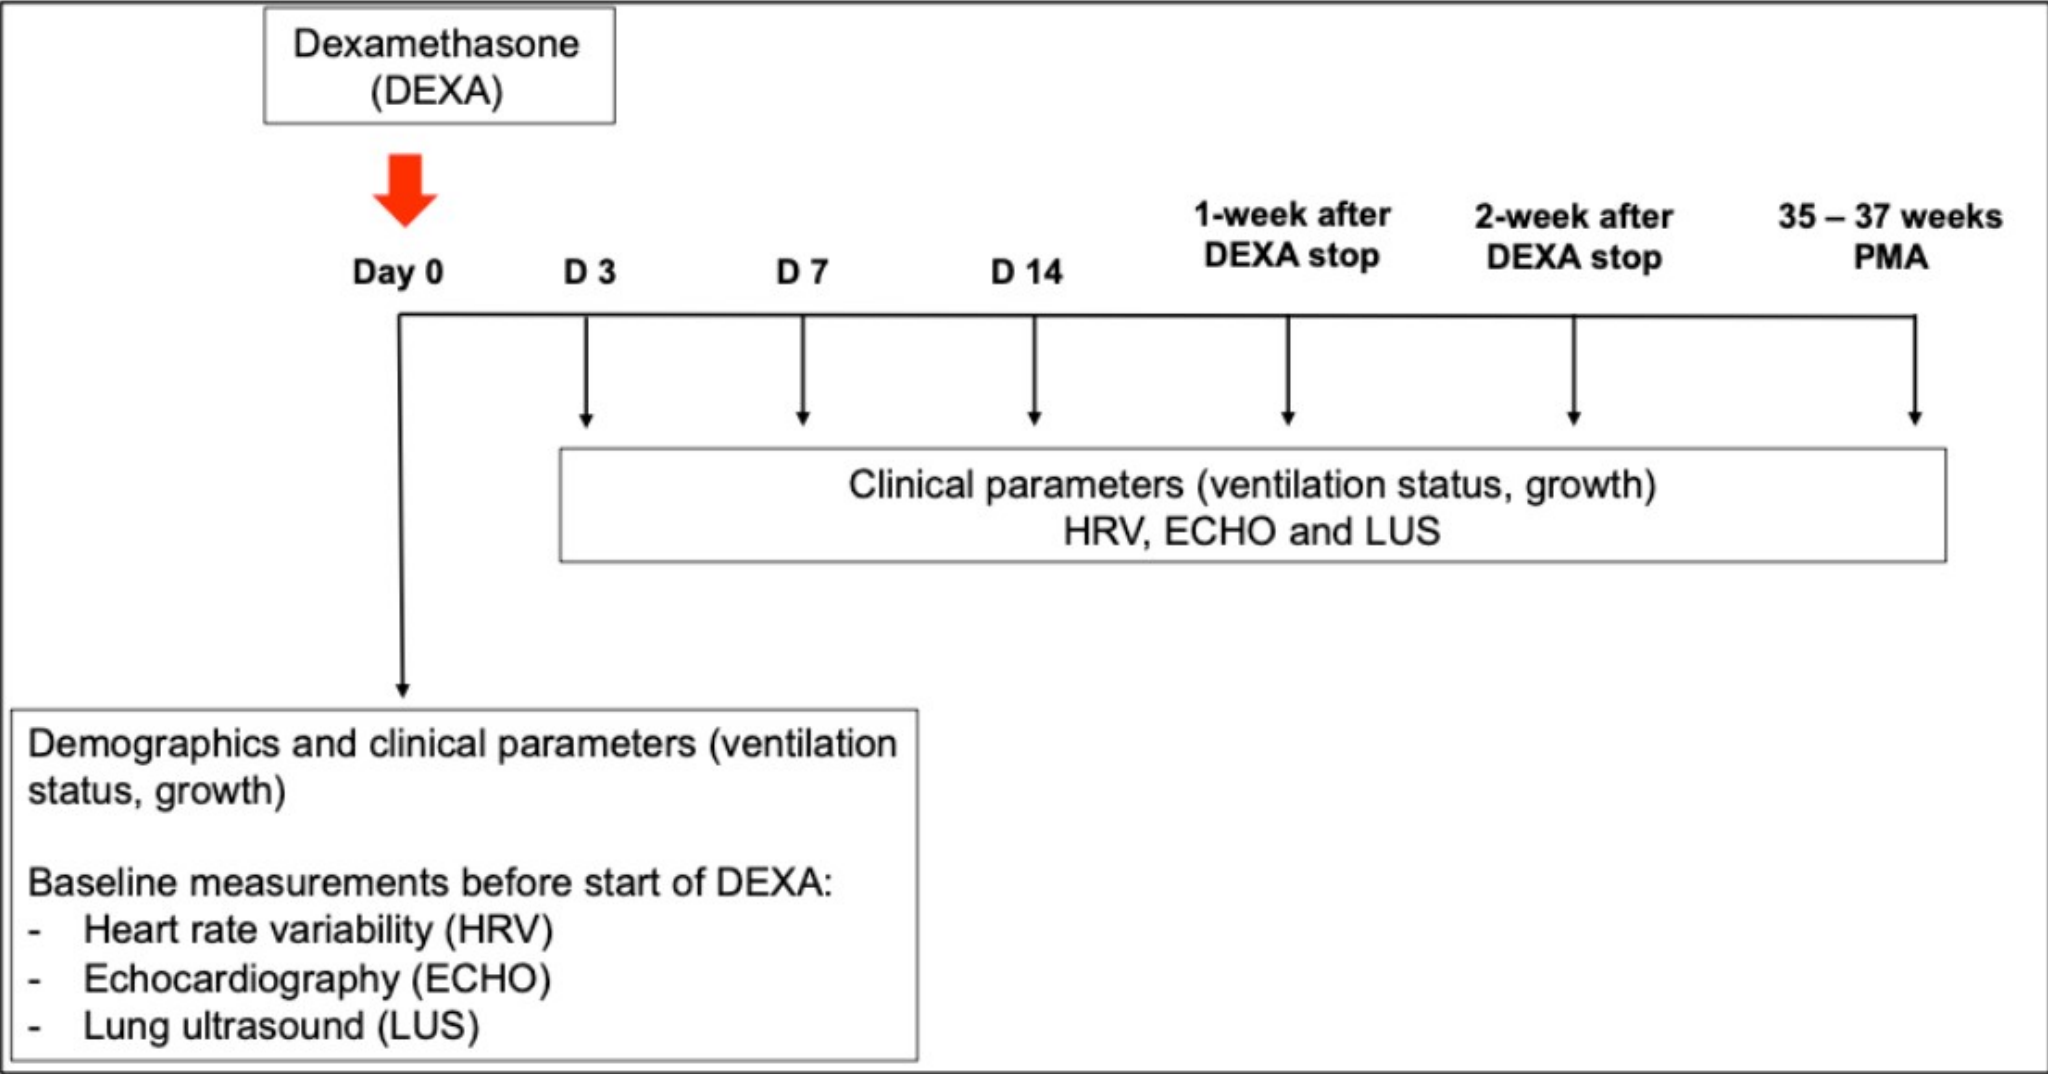 Dexamethasone
(DEXA)
Day 0
D 3
D 7
D 14
1-week after
DEXA stop
2-week after
DEXA stop
35 – 37 weeks
PMA
Clinical parameters (ventilation status, growth)
HRV, ECHO and LUS
Demographics and clinical parameters (ventilation
status, growth)
Baseline measurements before start of DEXA:
- Heart rate variability (HRV)
- Echocardiography (ECHO)
- Lung ultrasound (LUS)